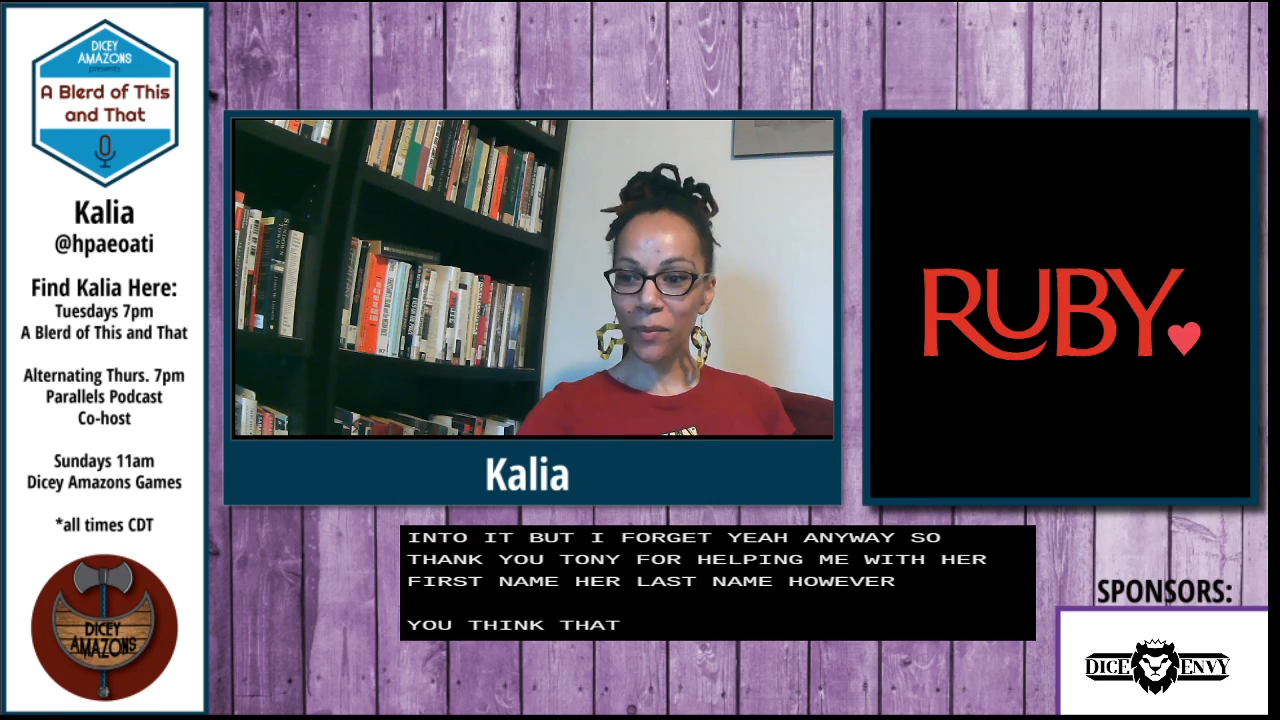 DICEY
AMAZONS
presents
A Blerd of This
and That
Kalia
@hpaeoati
Find Kalia Here:
Tuesdays 7pm
A Blerd of This and That
Alternating Thurs. 7pm
Parallels Podcast
Co-host
Sundays 11am
Dicey Amazons Games
*all times CDT
DICEY
AMAZONS
Kalia
RUBY
INTO IT BUT I FORGET YEAH ANYWAY SO
THANK YOU TONY FOR HELPING ME WITH HER
FIRST NAME HER LAST NAME HOWEVER
YOU THINK THAT
SPONSORS:
DICE ENVY